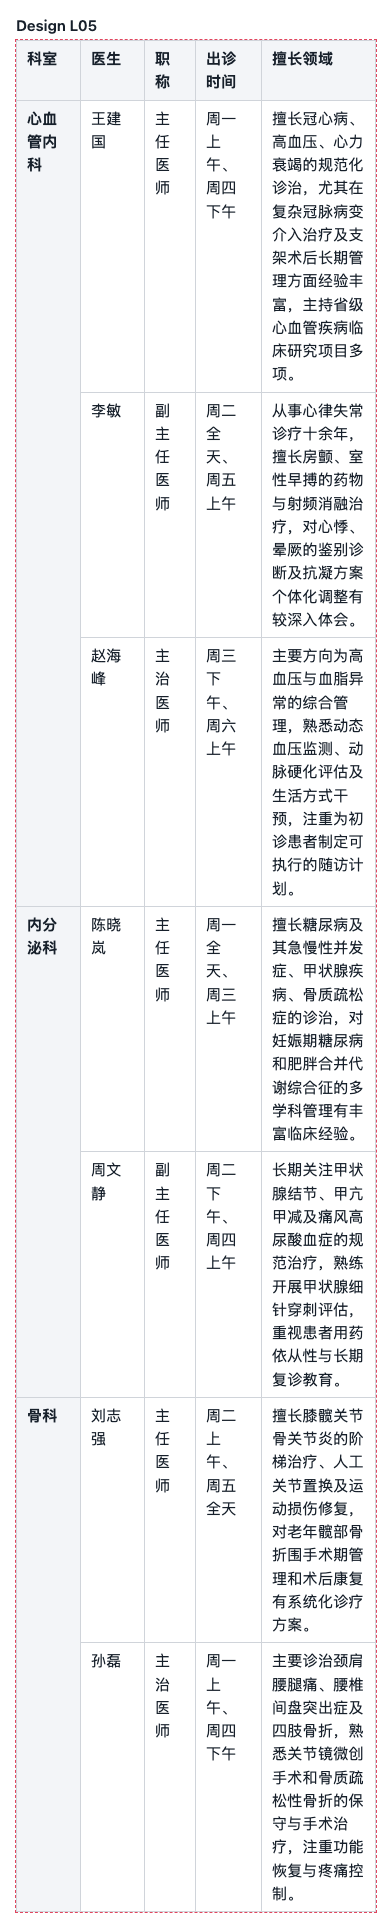 Design L05
科室
医生
职
称
出诊
时间
擅长领域
心血
管内
科
王建
国
主
任
医
师
周一
上
午、
周四
下午
擅长冠心病、
高血压、心力
衰竭的规范化
诊治，尤其在
复杂冠脉病变
介入治疗及支
架术后长期管
理方面经验丰
富，主持省级
心血管疾病临
床研究项目多
项。
李敏
副
主
任
医
师
周二
全
天、
周五
上午
从事心律失常
诊疗十余年，
擅长房颤、室
性早搏的药物
与射频消融治
疗，对心悸、
晕厥的鉴别诊
断及抗凝方案
个体化调整有
较深入体会。
赵海
峰
主
治
医
师
周三
下
午、
周六
上午
主要方向为高
血压与血脂异
常的综合管
理，熟悉动态
血压监测、动
脉硬化评估及
生活方式干
预，注重为初
诊患者制定可
执行的随访计
划。
内分
泌科
陈晓
岚
主
任
医
师
周一
全
天、
周三
上午
擅长糖尿病及
其急慢性并发
症、甲状腺疾
病、骨质疏松
症的诊治，对
妊娠期糖尿病
和肥胖合并代
谢综合征的多
学科管理有丰
富临床经验。
周文
静
副
主
任
医
师
周二
下
午、
周四
上午
长期关注甲状
腺结节、甲亢
甲减及痛风高
尿酸血症的规
范治疗，熟练
开展甲状腺细
针穿刺评估，
重视患者用药
依从性与长期
复诊教育。
骨科
刘志
强
主
任
医
师
周二
上
午、
周五
全天
擅长膝髋关节
骨关节炎的阶
梯治疗、人工
关节置换及运
动损伤修复，
对老年髋部骨
折围手术期管
理和术后康复
有系统化诊疗
方案。
孙磊
主
治
医
师
周一
上
午、
周四
下午
主要诊治颈肩
腰腿痛、腰椎
间盘突出症及
四肢骨折，熟
悉关节镜微创
手术和骨质疏
松性骨折的保
守与手术治
疗，注重功能
恢复与疼痛控
制。